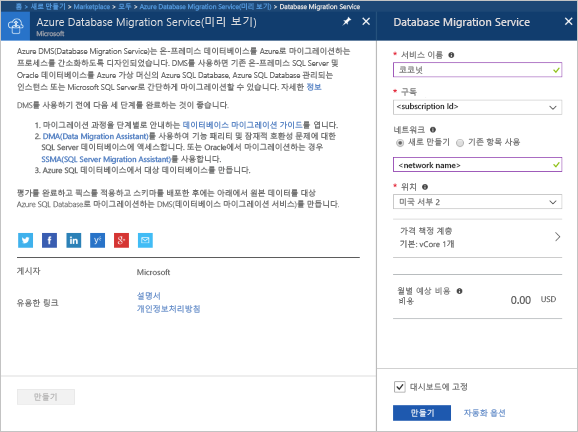 홈 > 새로 만들기 > Marketplace > 모두 > Azure Database Migration Service(미리 보기) > Database Migration Service
Azure Database Migration Service(미리 보기)
Microsoft
Azure DMS(Database Migration Service)는 온-프레미스 데이터베이스를 Azure로 마이그레이션하는
프로세스를 간소화하도록 디자인되었습니다. DMS를 사용하면 기존 온-프레미스 SQL Server 및
Oracle 데이터베이스를 Azure 가상 머신의 Azure SQL Database, Azure SQL Database 관리되는
인스턴스 또는 Microsoft SQL Server로 간단하게 마이그레이션할 수 있습니다. 자세한 정보
DMS를 사용하기 전에 다음 세 단계를 완료하는 것이 좋습니다.
1. 마이그레이션 과정을 단계별로 안내하는 데이터베이스 마이그레이션 가이드를 엽니다.
2. DMA(Data Migration Assistant)를 사용하여 기능 패리티 및 잠재적 호환성 문제에 대한
SQL Server 데이터베이스에 액세스합니다. 또는 Oracle에서 마이그레이션하는 경우
SSMA(SQL Server Migration Assistant)를 사용합니다.
3. Azure SQL 데이터베이스에서 대상 데이터베이스를 만듭니다.
평가를 완료하고 픽스를 적용하고 스키마를 배포한 후에는 아래에서 원본 데이터를 대상
Azure SQL Database로 마이그레이션하는 DMS(데이터베이스 마이그레이션 서비스)를 만듭니다.
게시자
Microsoft
유용한 링크
설명서
개인정보처리방침
만들기
Database Migration Service
* 서비스 이름
코코넛
* 구독
<subscription Id>
네트워크
새로 만들기 기존 항목 사용
<network name>
* 위치
미국 서부 2
가격 책정 계층
기본: vCore 1개
월별 예상 비용
비용
0.00 USD
대시보드에 고정
만들기
자동화 옵션